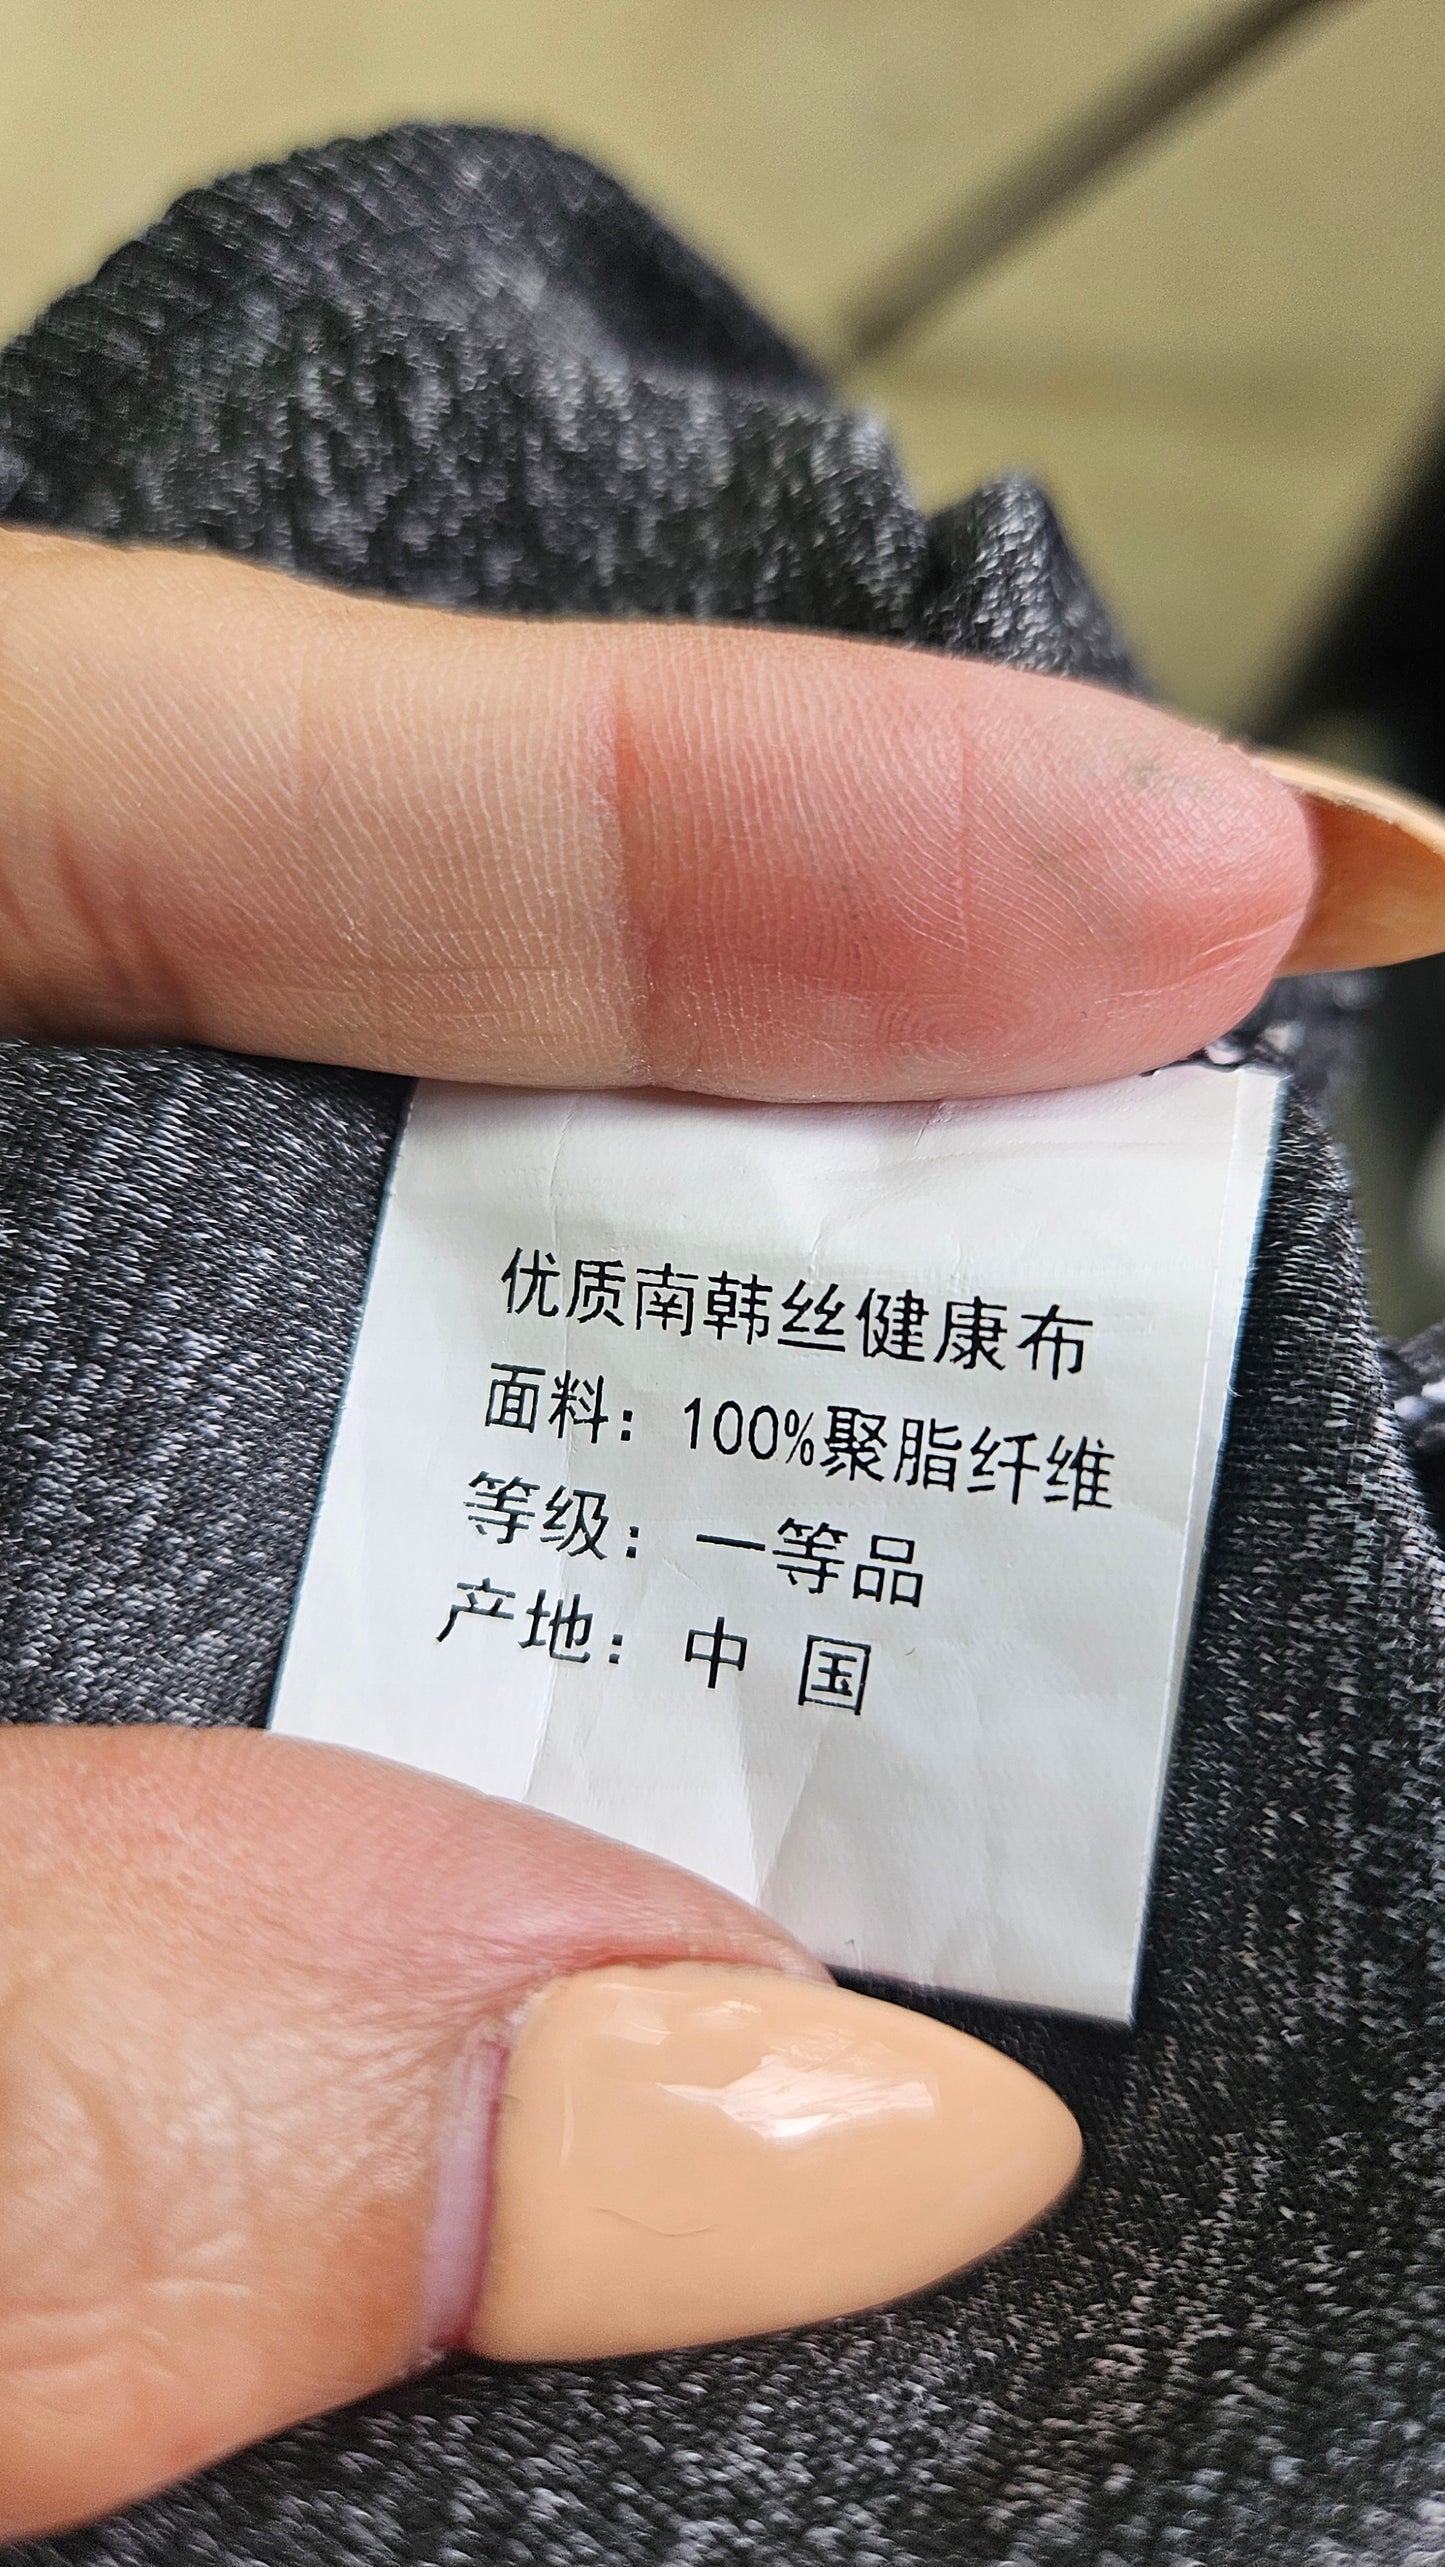 优质南韩丝健康布
面料：100%聚脂纤维
等级：一等品
产地：中 国